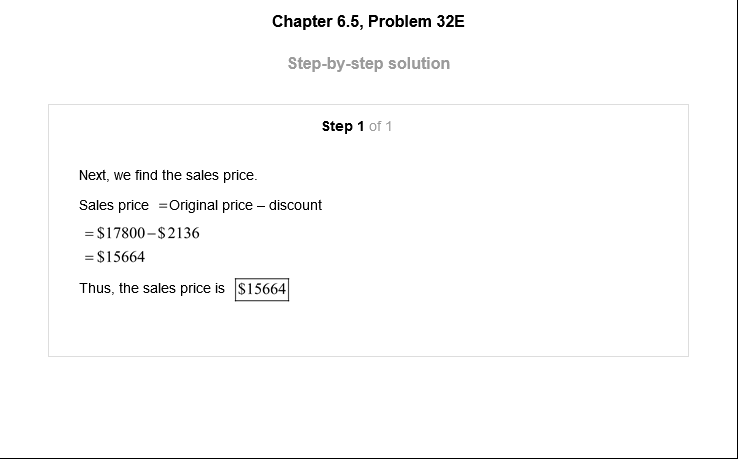 Chapter 6.5, Problem 32E
Step-by-step solution
Step 1 of 1
Next, we find the sales price.
Sales price =Original price – discount
= $17800 – $2136
= $15664
Thus, the sales price is $15664